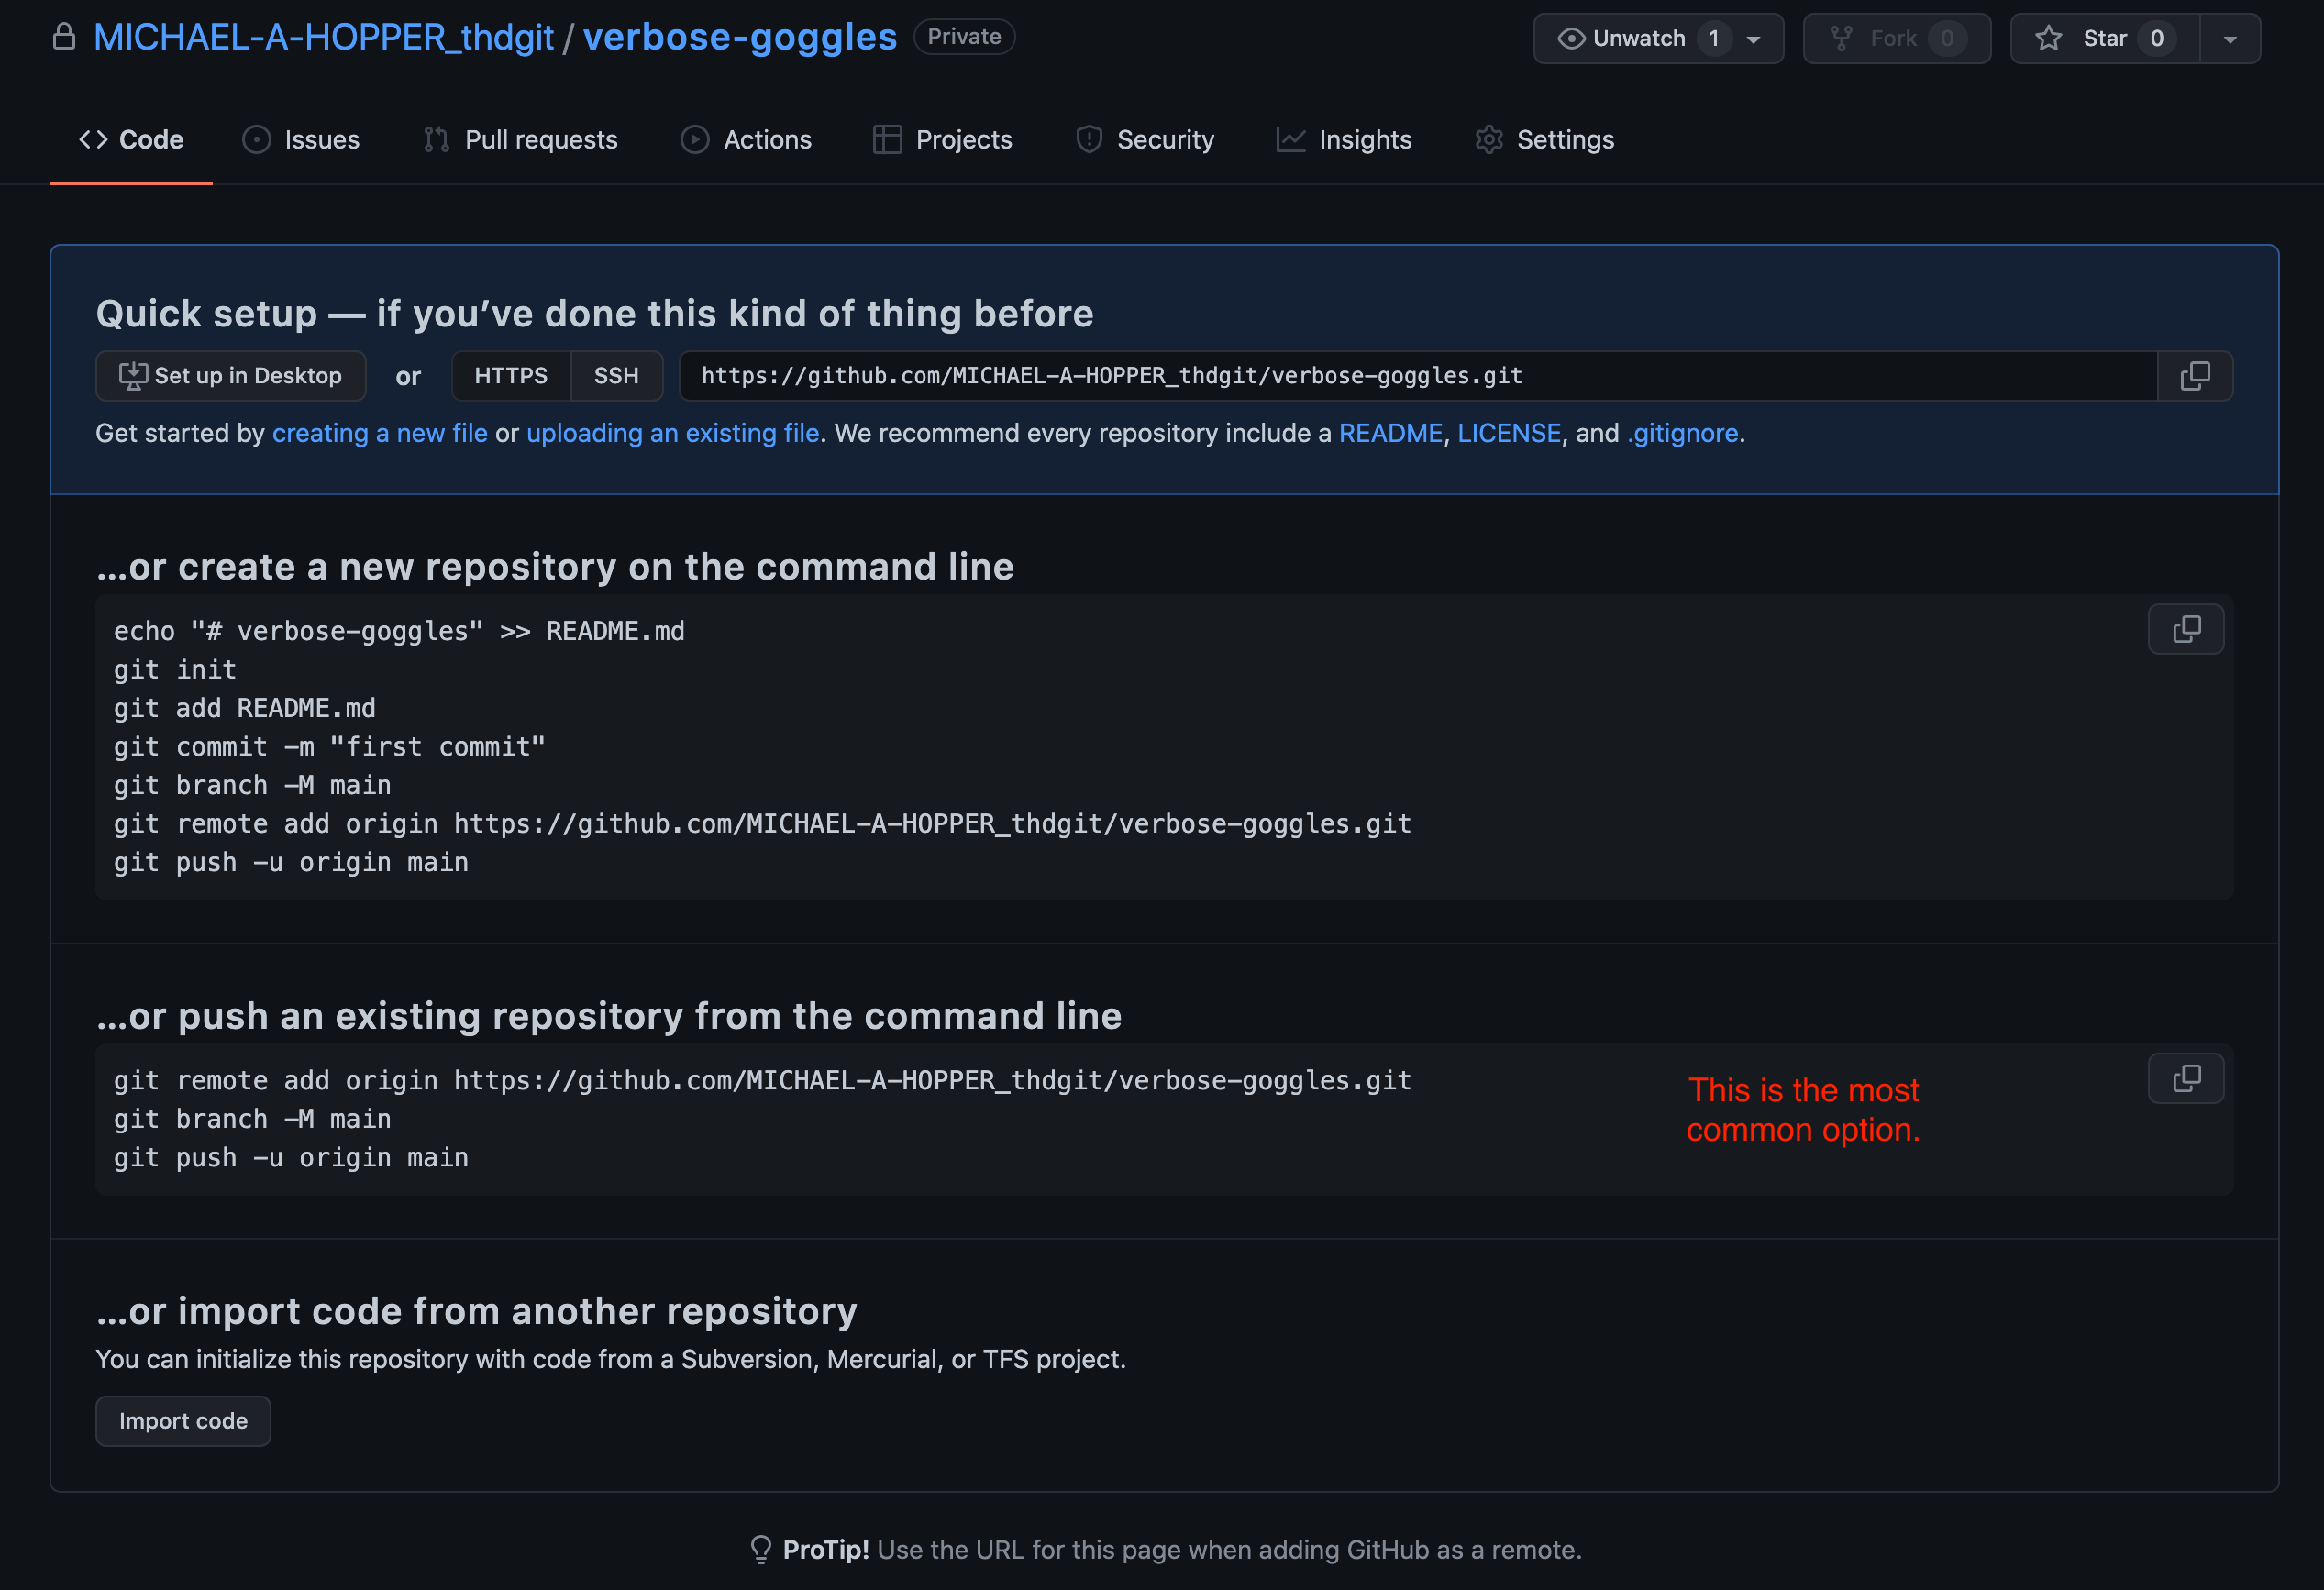 MICHAEL-A-HOPPER_thdgit / verbose-goggles Private Unwatch 1 Fork 0 Star 0
Code Issues Pull requests Actions Projects Security Insights Settings
Quick setup — if you’ve done this kind of thing before
Set up in Desktop or HTTPS SSH https://github.com/MICHAEL-A-HOPPER_thdgit/verbose-goggles.git
Get started by creating a new file or uploading an existing file. We recommend every repository include a README, LICENSE, and .gitignore.
…or create a new repository on the command line
echo "# verbose-goggles" >> README.md
git init
git add README.md
git commit -m "first commit"
git branch -M main
git remote add origin https://github.com/MICHAEL-A-HOPPER_thdgit/verbose-goggles.git
git push -u origin main
…or push an existing repository from the command line
git remote add origin https://github.com/MICHAEL-A-HOPPER_thdgit/verbose-goggles.git
git branch -M main
git push -u origin main
This is the most
common option.
…or import code from another repository
You can initialize this repository with code from a Subversion, Mercurial, or TFS project.
Import code
ProTip! Use the URL for this page when adding GitHub as a remote.